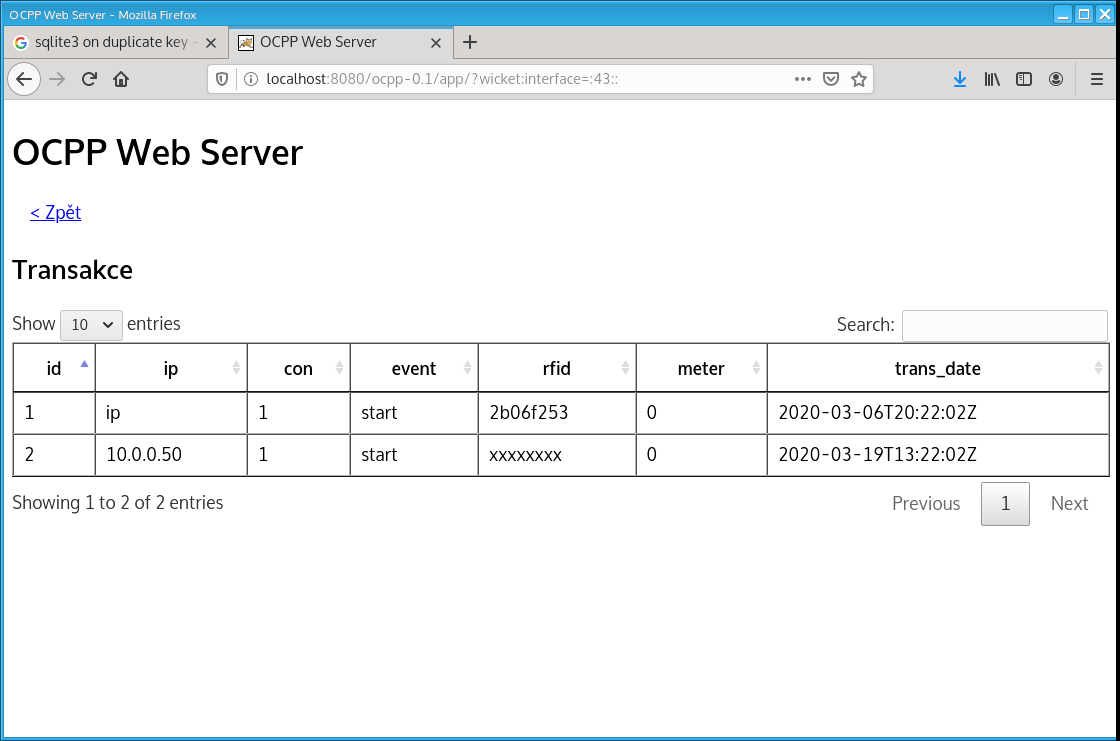 OCPP Web Server - Mozilla Firefox
sqlite3 on duplicate key - OCPP Web Server
localhost:8080/ocpp-0.1/app/?wicket:interface=:43::
OCPP Web Server
< Zpět
Transakce
Show 10 entries Search:
id ip con event rfid meter trans_date
1 ip 1 start 2b06f253 0 2020-03-06T20:22:02Z
2 10.0.0.50 1 start xxxxxxxx 0 2020-03-19T13:22:02Z
Showing 1 to 2 of 2 entries Previous 1 Next